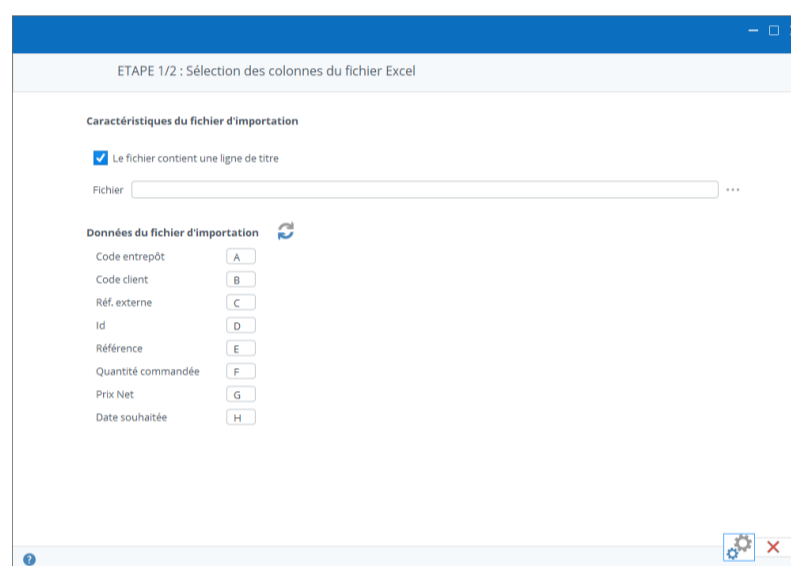 ETAPE 1/2 : Sélection des colonnes du fichier Excel
Caractéristiques du fichier d'importation
Le fichier contient une ligne de titre
Fichier ...
Données du fichier d'importation
Code entrepôt A
Code client B
Réf. externe C
Id D
Référence E
Quantité commandée F
Prix Net G
Date souhaitée H
?